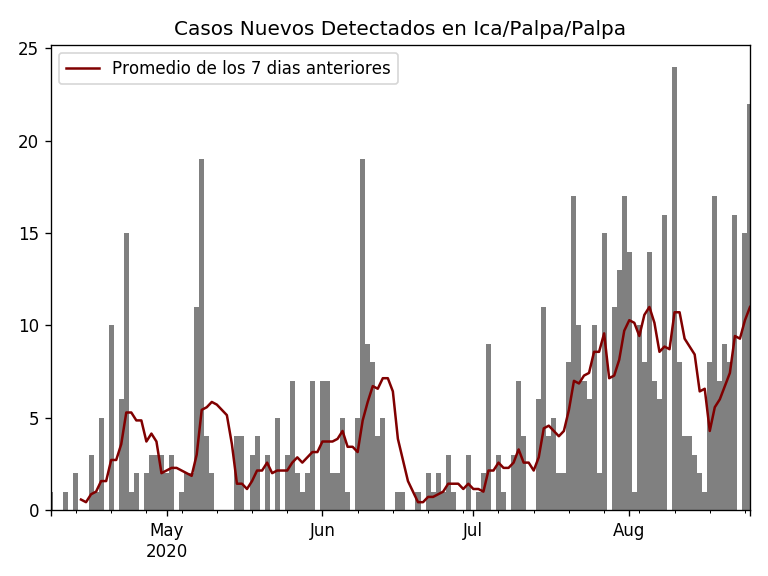 Casos Nuevos Detectados en Ica/Palpa/Palpa
Promedio de los 7 dias anteriores
25
20
15
10
5
0
May
2020
Jun
Jul
Aug